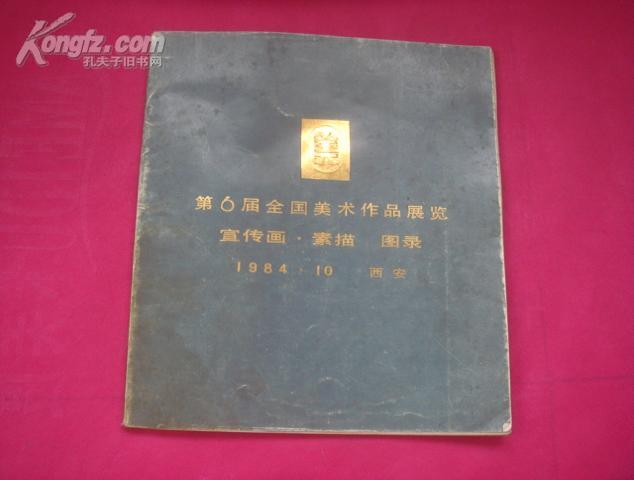 Kongfz.com
孔夫子旧书网
第6届全国美术作品展览
宣传画·素描 图录
1984·10 西安